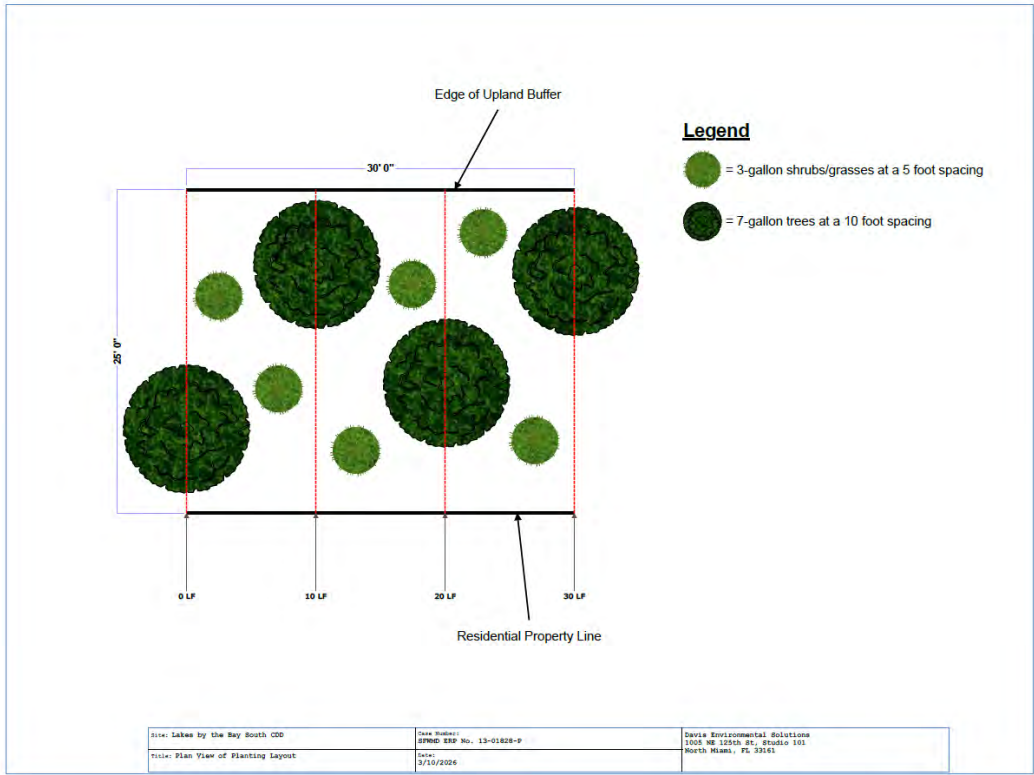 Edge of Upland Buffer
Legend
= 3-gallon shrubs/grasses at a 5 foot spacing
= 7-gallon trees at a 10 foot spacing
30' 0"
25' 0"
0 LF
10 LF
20 LF
30 LF
Residential Property Line
Site: Lakes by the Bay South CDD
Title: Plan View of Planting Layout
Case Number:
SFWMD ERP No. 13-01828-P
Date:
3/10/2026
Davis Environmental Solutions
1005 NE 125th St, Studio 101
North Miami, FL 33161